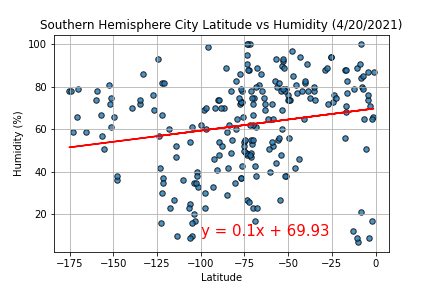 Southern Hemisphere City Latitude vs Humidity (4/20/2021)
100
80
60
40
20
Humidity (%)
y = 0.1x + 69.93
−175 −150 −125 −100 −75 −50 −25 0
Latitude